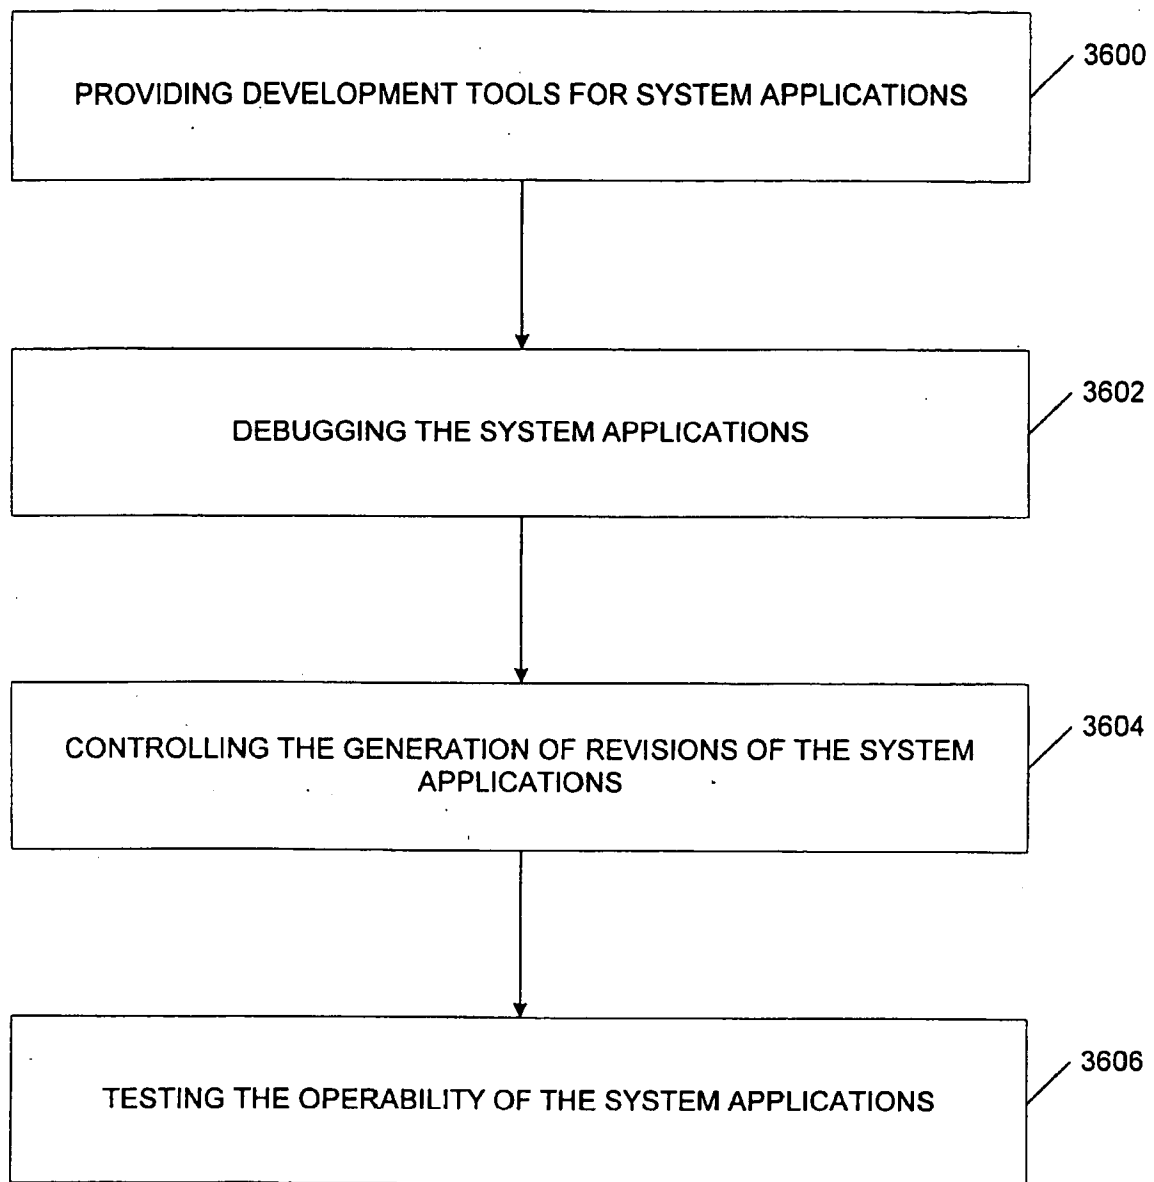 PROVIDING DEVELOPMENT TOOLS FOR SYSTEM APPLICATIONS
3600
DEBUGGING THE SYSTEM APPLICATIONS
3602
CONTROLLING THE GENERATION OF REVISIONS OF THE SYSTEM
APPLICATIONS
3604
TESTING THE OPERABILITY OF THE SYSTEM APPLICATIONS
3606